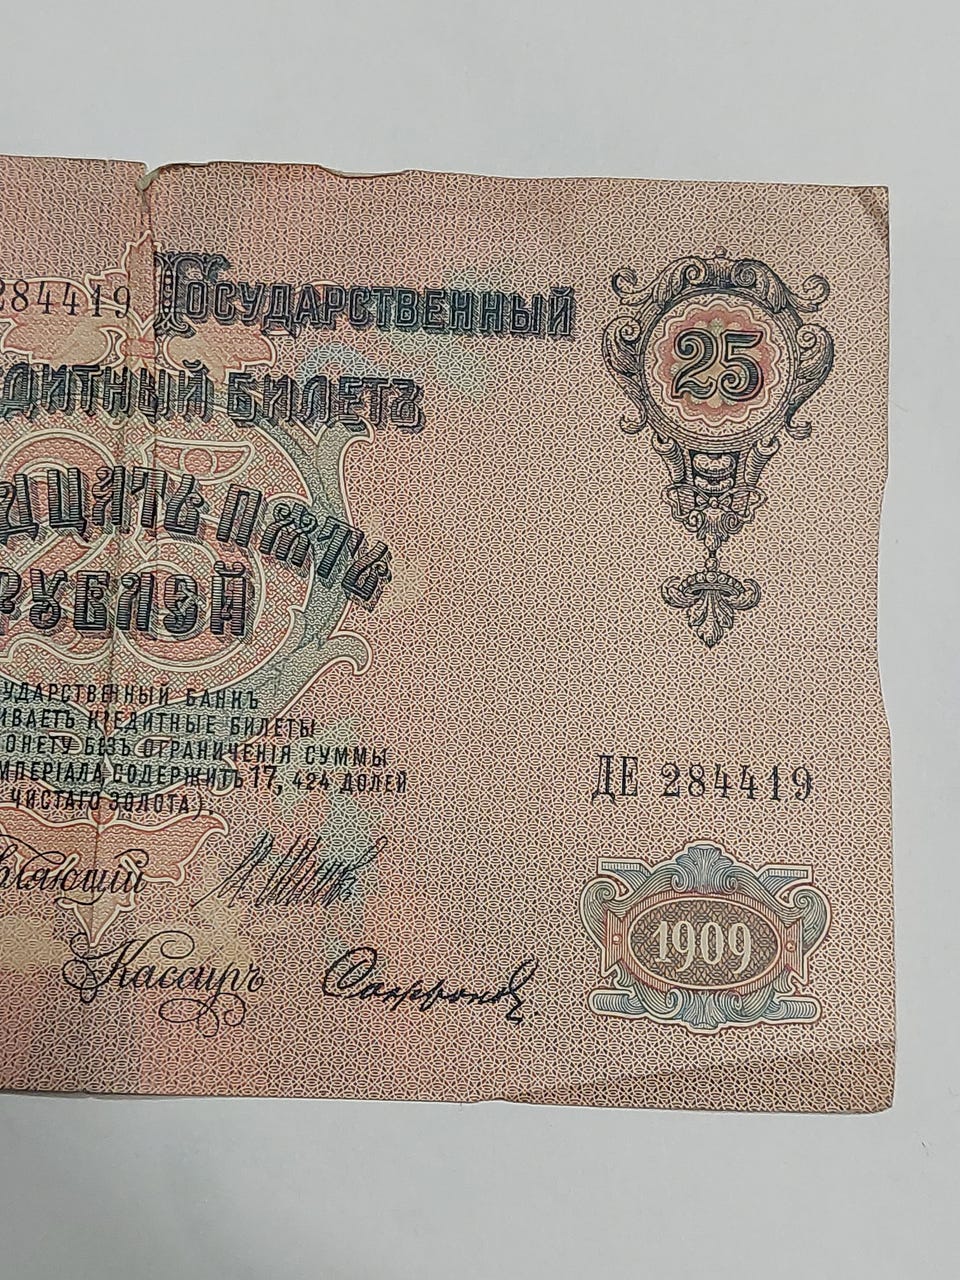 284419 Государственный
25
дитный билетъ
дцать пять
рублей
ударственный банкъ
иваетъ кредитные билеты
онету безъ ограниченія суммы
мперіала содержитъ 17, 424 долей
чистаго золота).
ДЕ 284419
вляющій
1909
Кассиръ